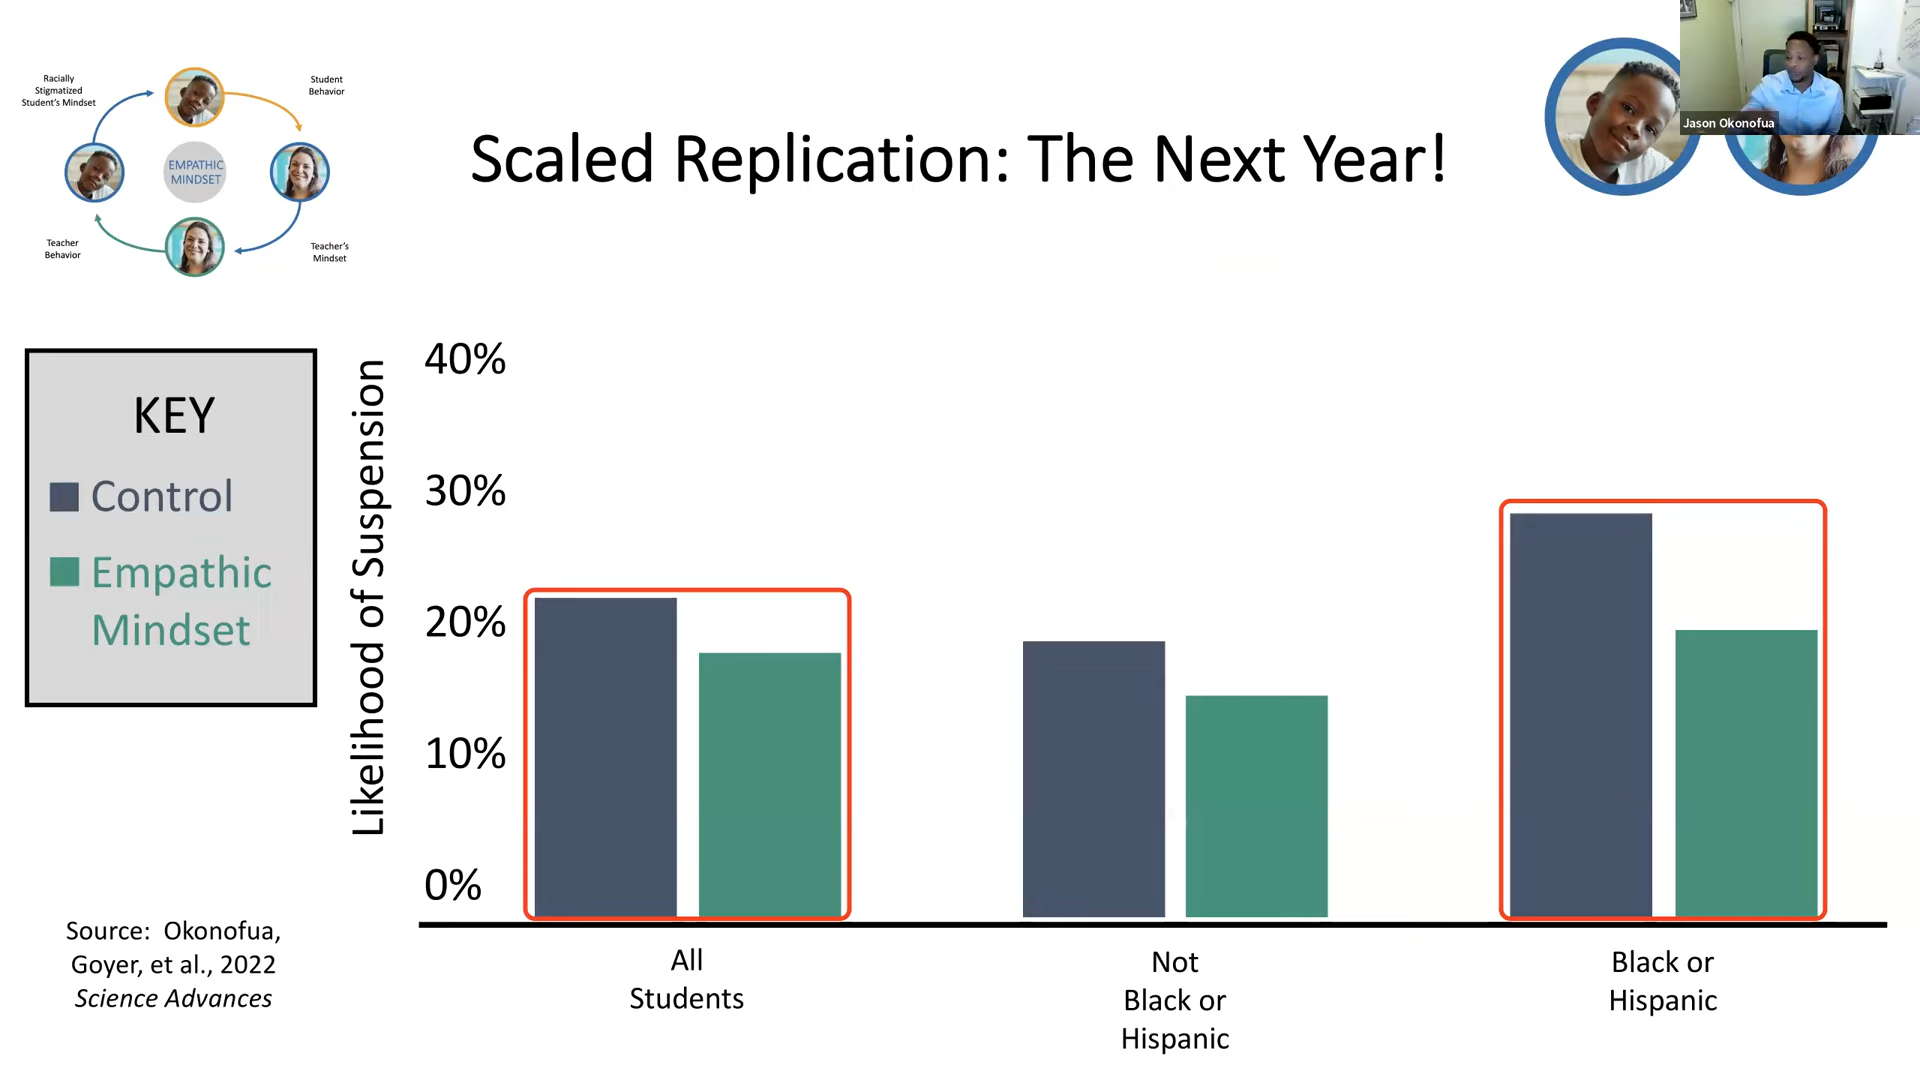 Racially
Stigmatized
Student's Mindset
Student
Behavior
EMPATHIC
MINDSET
Teacher
Behavior
Teacher's
Mindset
Scaled Replication: The Next Year!
Jason Okonofua
KEY
Control
Empathic
Mindset
Likelihood of Suspension
40%
30%
20%
10%
0%
All
Students
Not
Black or
Hispanic
Black or
Hispanic
Source: Okonofua,
Goyer, et al., 2022
Science Advances